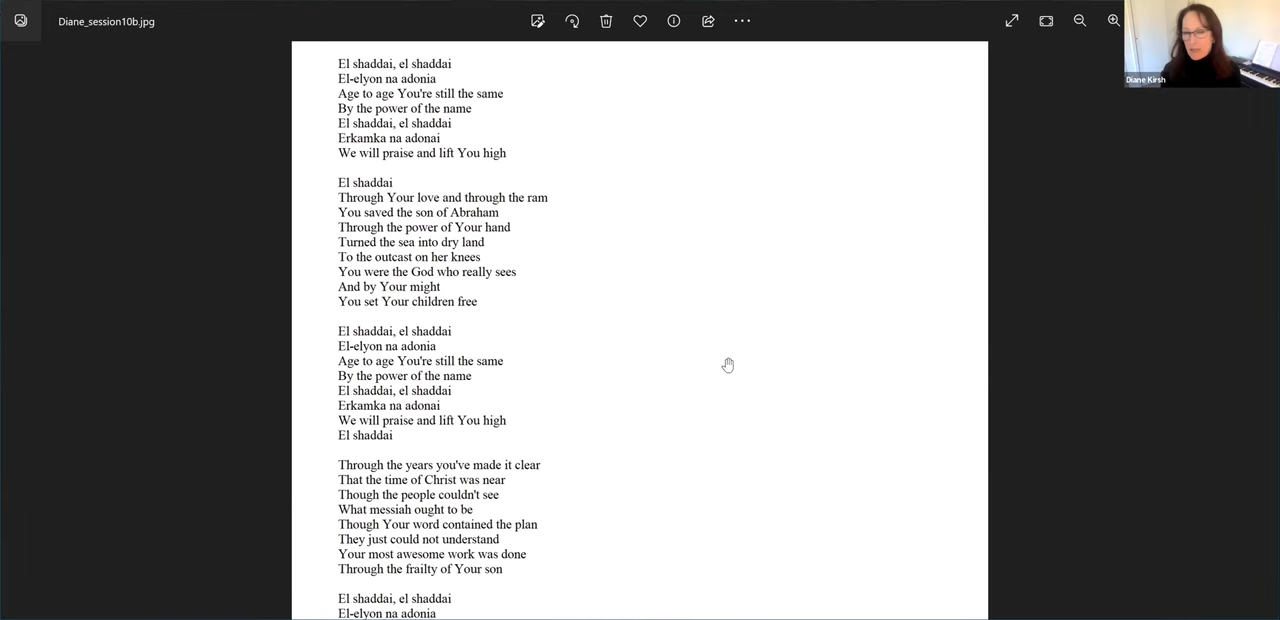 Diane_session10b.jpg
Diane Kirsh
El shaddai, el shaddai
El-elyon na adonia
Age to age You're still the same
By the power of the name
El shaddai, el shaddai
Erkamka na adonai
We will praise and lift You high
El shaddai
Through Your love and through the ram
You saved the son of Abraham
Through the power of Your hand
Turned the sea into dry land
To the outcast on her knees
You were the God who really sees
And by Your might
You set Your children free
El shaddai, el shaddai
El-elyon na adonia
Age to age You're still the same
By the power of the name
El shaddai, el shaddai
Erkamka na adonai
We will praise and lift You high
El shaddai
Through the years you've made it clear
That the time of Christ was near
Though the people couldn't see
What messiah ought to be
Though Your word contained the plan
They just could not understand
Your most awesome work was done
Through the frailty of Your son
El shaddai, el shaddai
El-elyon na adonia